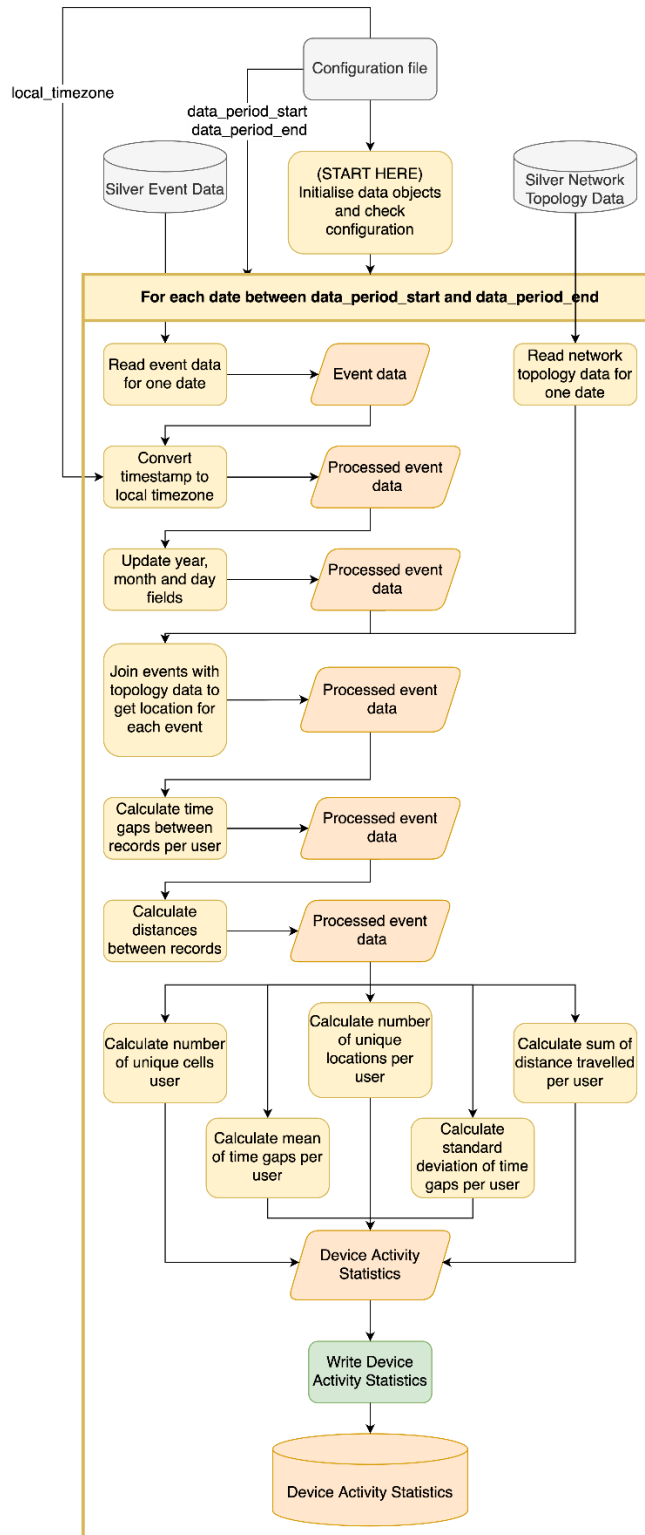 Configuration file
local_timezone
data_period_start
data_period_end
(START HERE)
Initialise data objects
and check
configuration
Silver Event Data
Silver Network
Topology Data
For each date between data_period_start and data_period_end
Read event data
for one date
Event data
Read network
topology data for
one date
Convert
timestamp to
local timezone
Processed event
data
Update year,
month and day
fields
Processed event
data
Join events with
topology data to
get location for
each event
Processed event
data
Calculate time
gaps between
records per user
Processed event
data
Calculate
distances
between records
Processed event
data
Calculate number
of unique cells
user
Calculate number
of unique
locations per
user
Calculate sum of
distance travelled
per user
Calculate mean
of time gaps per
user
Calculate
standard
deviation of time
gaps per user
Device Activity
Statistics
Write Device
Activity Statistics
Device Activity Statistics